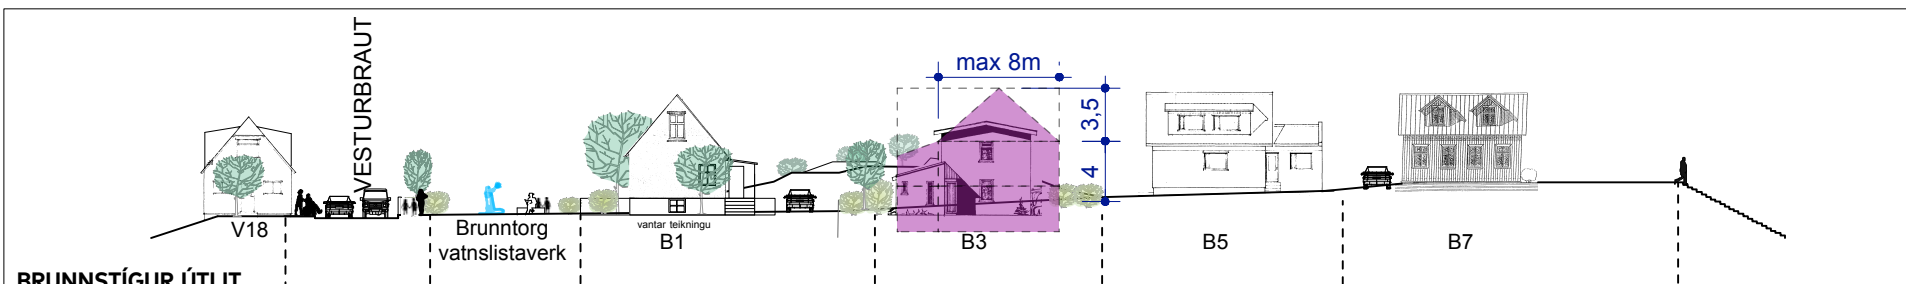 max 8m
VESTURBRAUT
3,5
4
V18
Brunntorg
vatnslistaverk
vantar teikningu
B1
B3
B5
B7
BRUNNSTÍGUR ÚTLIT